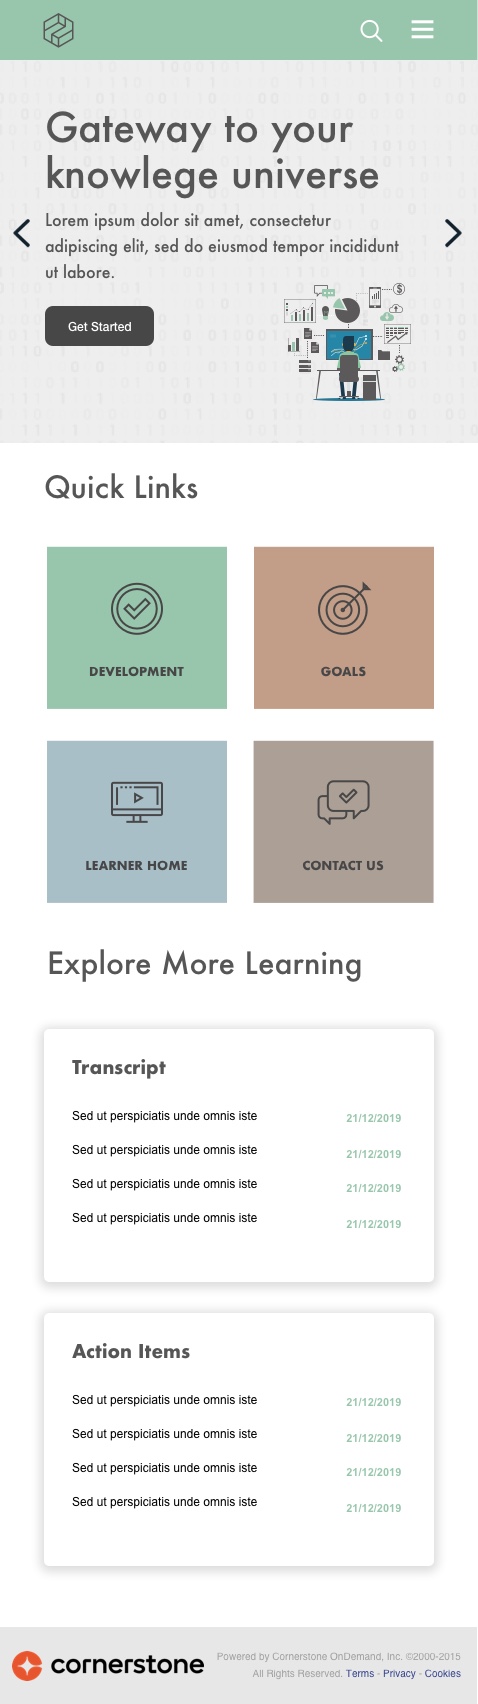 Gateway to your
knowlege universe
Lorem ipsum dolor sit amet, consectetur
adipiscing elit, sed do eiusmod tempor incididunt
ut labore.
Get Started
Quick Links
DEVELOPMENT
GOALS
LEARNER HOME
CONTACT US
Explore More Learning
Transcript
Sed ut perspiciatis unde omnis iste 21/12/2019
Sed ut perspiciatis unde omnis iste 21/12/2019
Sed ut perspiciatis unde omnis iste 21/12/2019
Sed ut perspiciatis unde omnis iste 21/12/2019
Action Items
Sed ut perspiciatis unde omnis iste 21/12/2019
Sed ut perspiciatis unde omnis iste 21/12/2019
Sed ut perspiciatis unde omnis iste 21/12/2019
Sed ut perspiciatis unde omnis iste 21/12/2019
cornerstone
Powered by Cornerstone OnDemand, Inc. ©2000-2015
All Rights Reserved. Terms - Privacy - Cookies